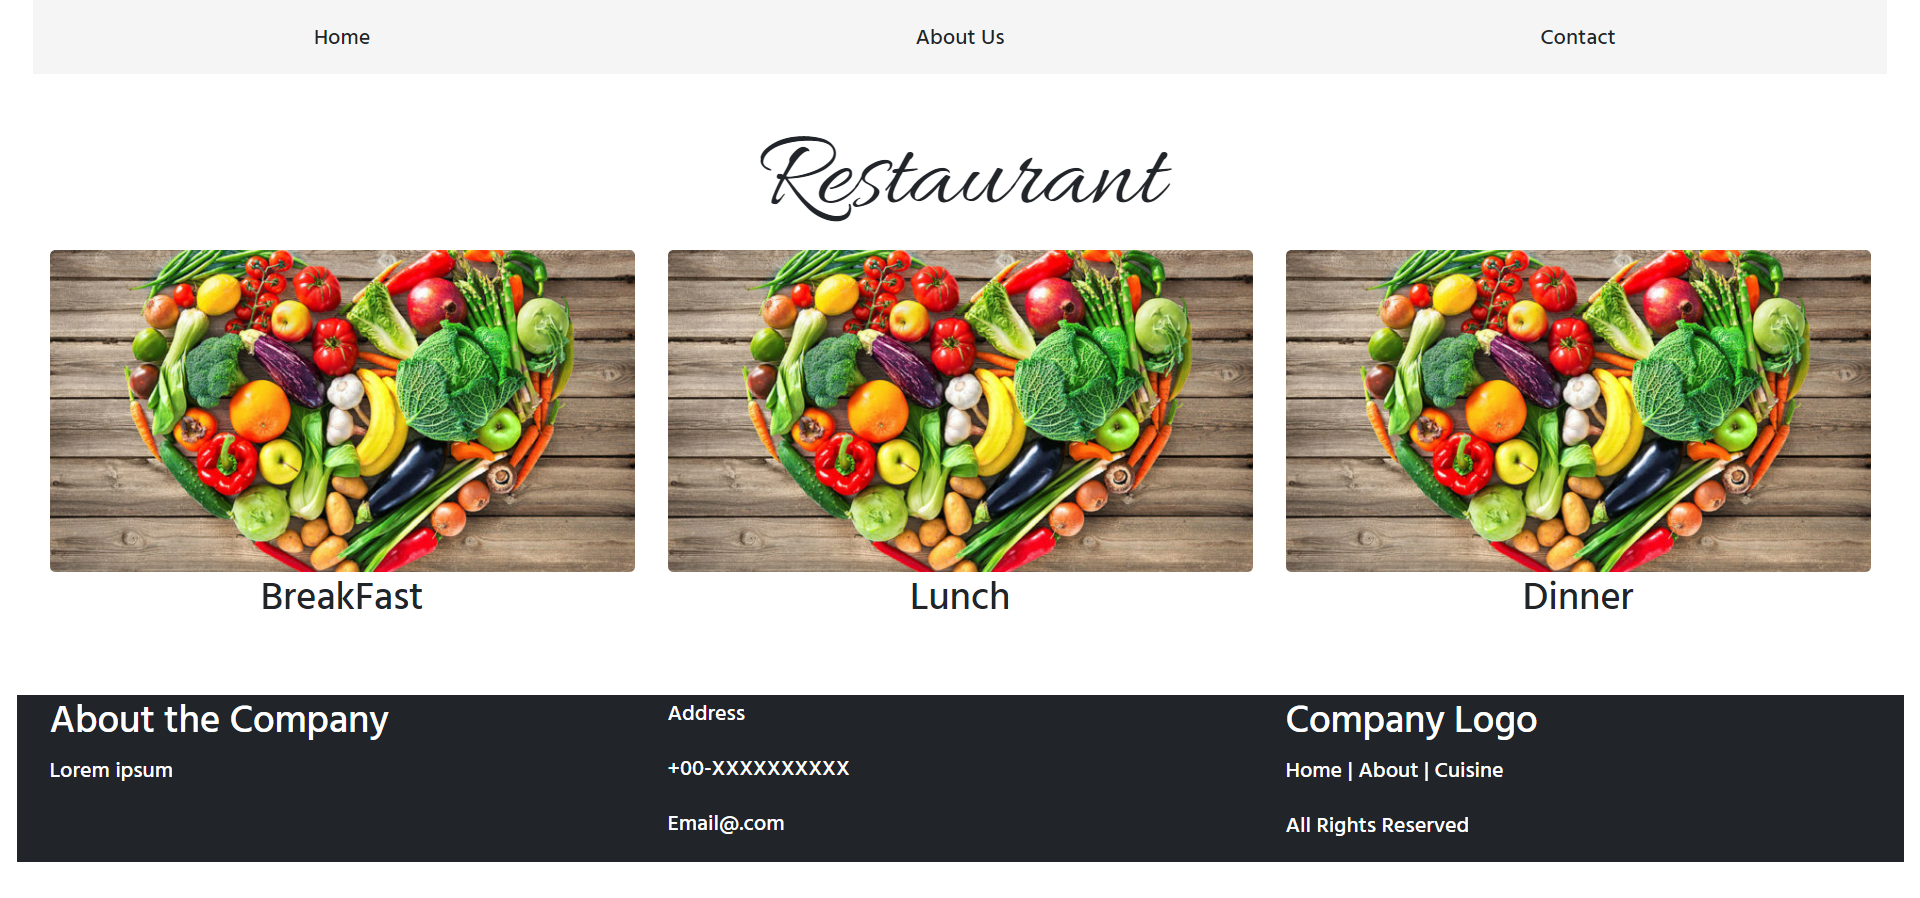 Home About Us Contact
Restaurant
BreakFast Lunch Dinner
About the Company
Lorem ipsum
Address
+00-XXXXXXXXXX
Email@.com
Company Logo
Home | About | Cuisine
All Rights Reserved